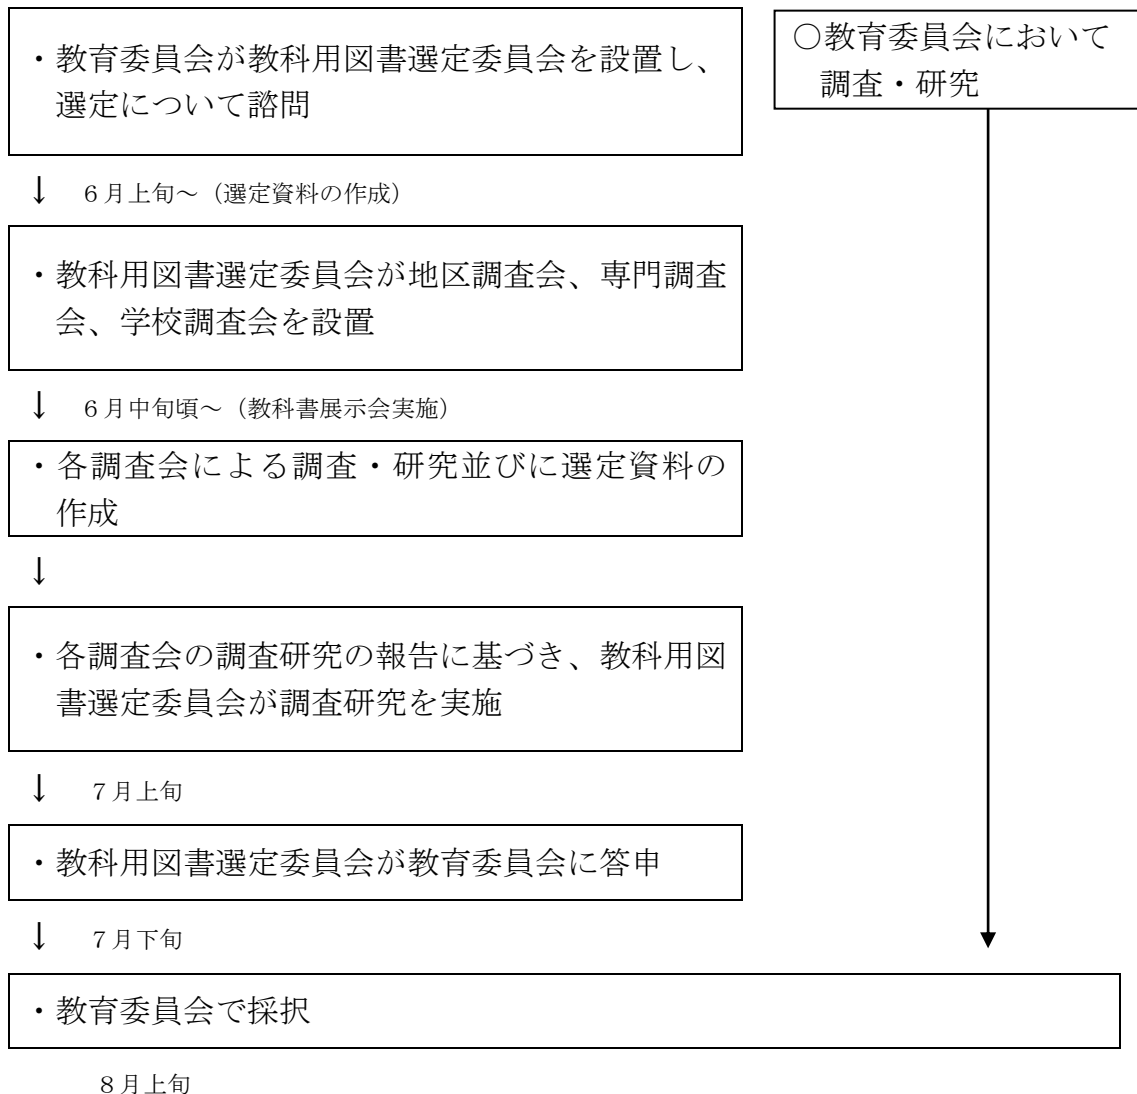 ・教育委員会が教科用図書選定委員会を設置し、
選定について諮問
○教育委員会において
調査・研究
↓ ６月上旬～（選定資料の作成）
・教科用図書選定委員会が地区調査会、専門調査
会、学校調査会を設置
↓ ６月中旬頃～（教科書展示会実施）
・各調査会による調査・研究並びに選定資料の
作成
↓
・各調査会の調査研究の報告に基づき、教科用図
書選定委員会が調査研究を実施
↓ ７月上旬
・教科用図書選定委員会が教育委員会に答申
↓ ７月下旬
・教育委員会で採択
８月上旬